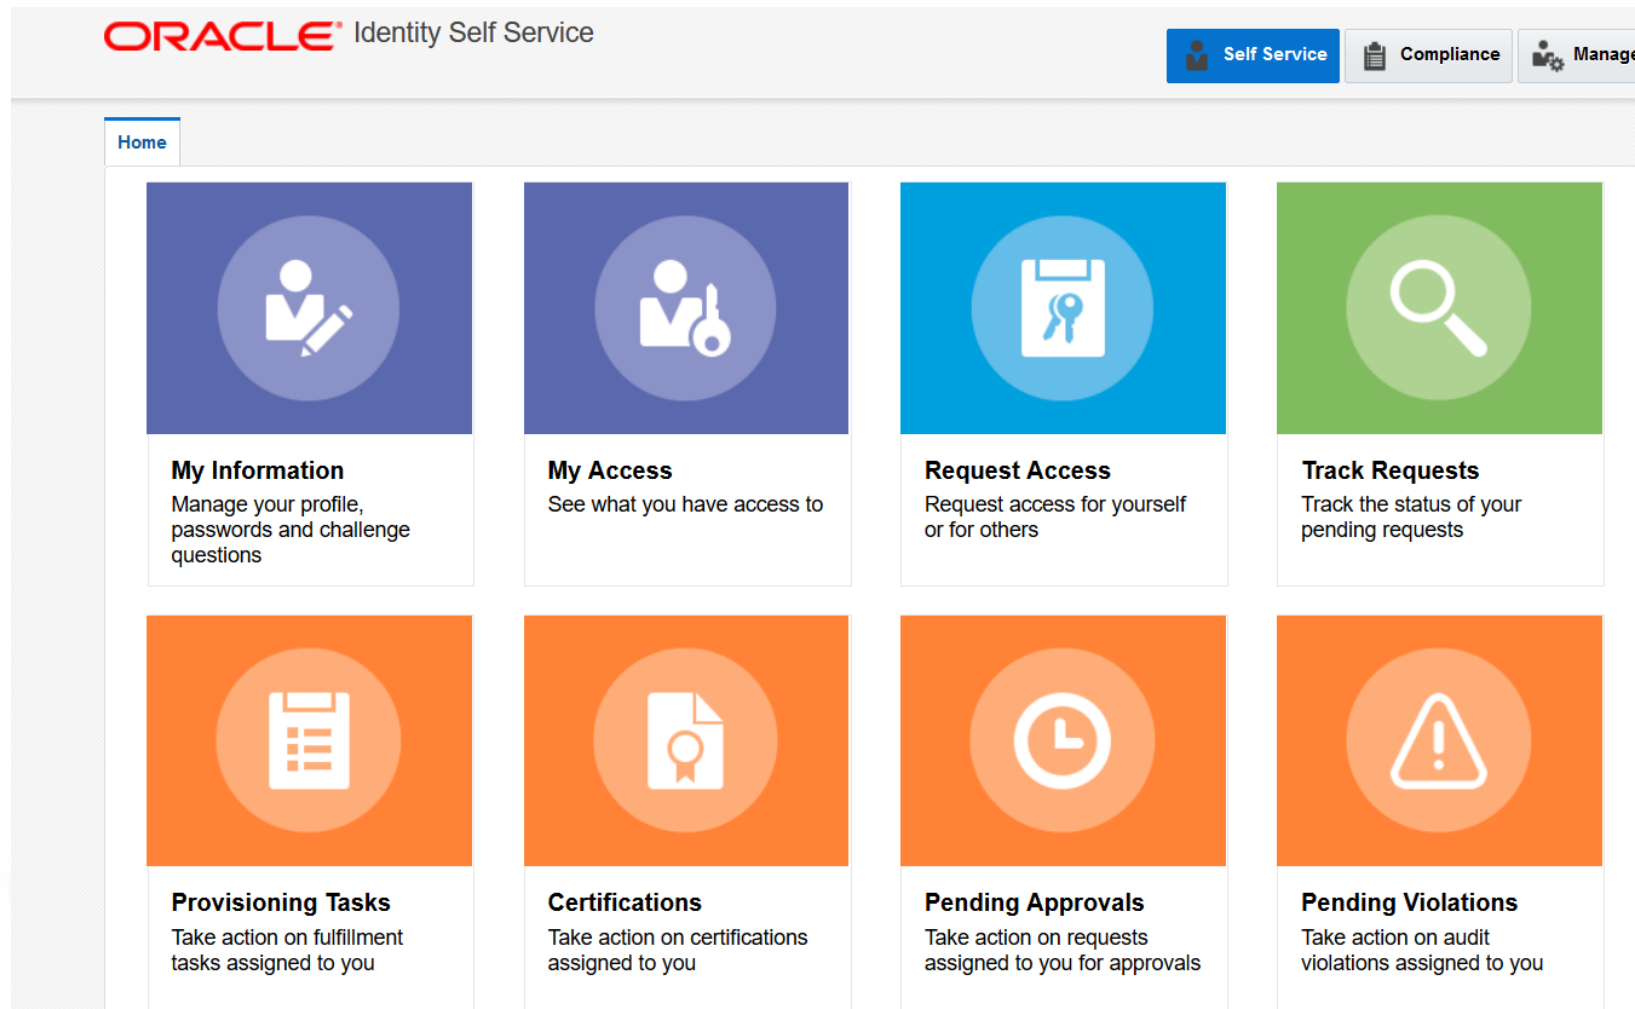 ORACLE Identity Self Service
Self Service
Compliance
Manage
Home
My Information
Manage your profile,
passwords and challenge
questions
My Access
See what you have access to
Request Access
Request access for yourself
or for others
Track Requests
Track the status of your
pending requests
Provisioning Tasks
Take action on fulfillment
tasks assigned to you
Certifications
Take action on certifications
assigned to you
Pending Approvals
Take action on requests
assigned to you for approvals
Pending Violations
Take action on audit
violations assigned to you